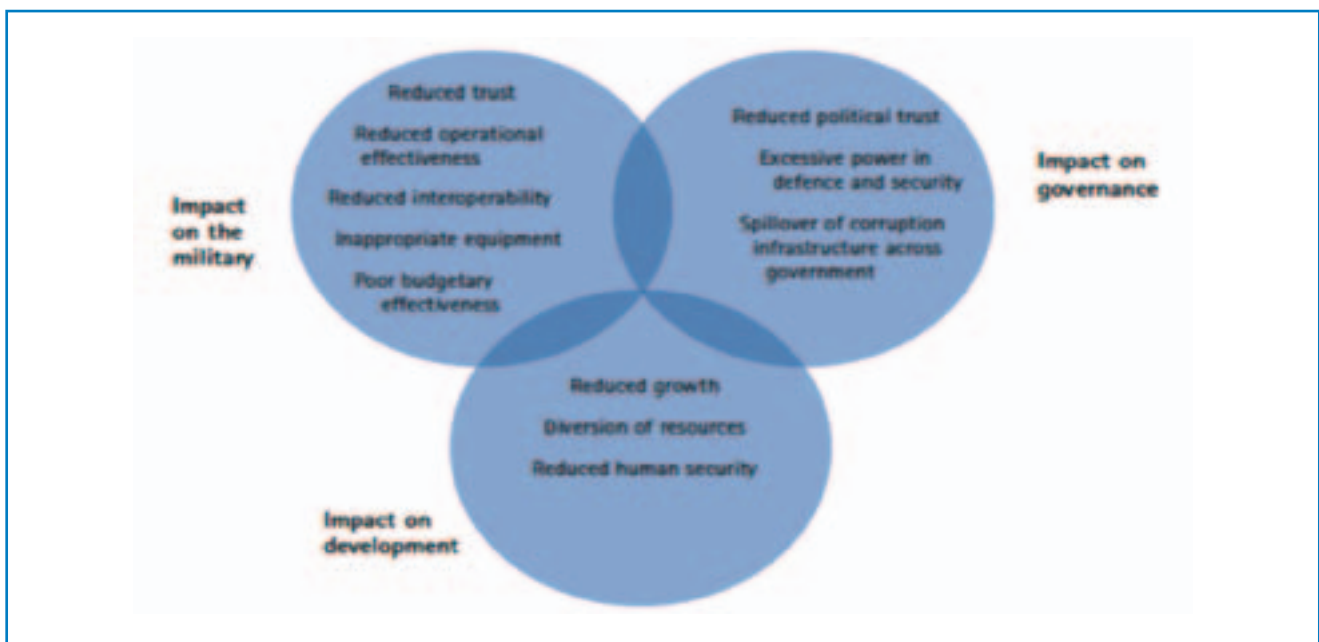 Impact
on the
military
Reduced trust
Reduced operational
effectiveness
Reduced interoperability
Inappropriate equipment
Poor budgetary
effectiveness
Reduced political trust
Excessive power in
defence and security
Spillover of corruption
infrastructure across
government
Impact on
governance
Reduced growth
Diversion of resources
Reduced human security
Impact on
development